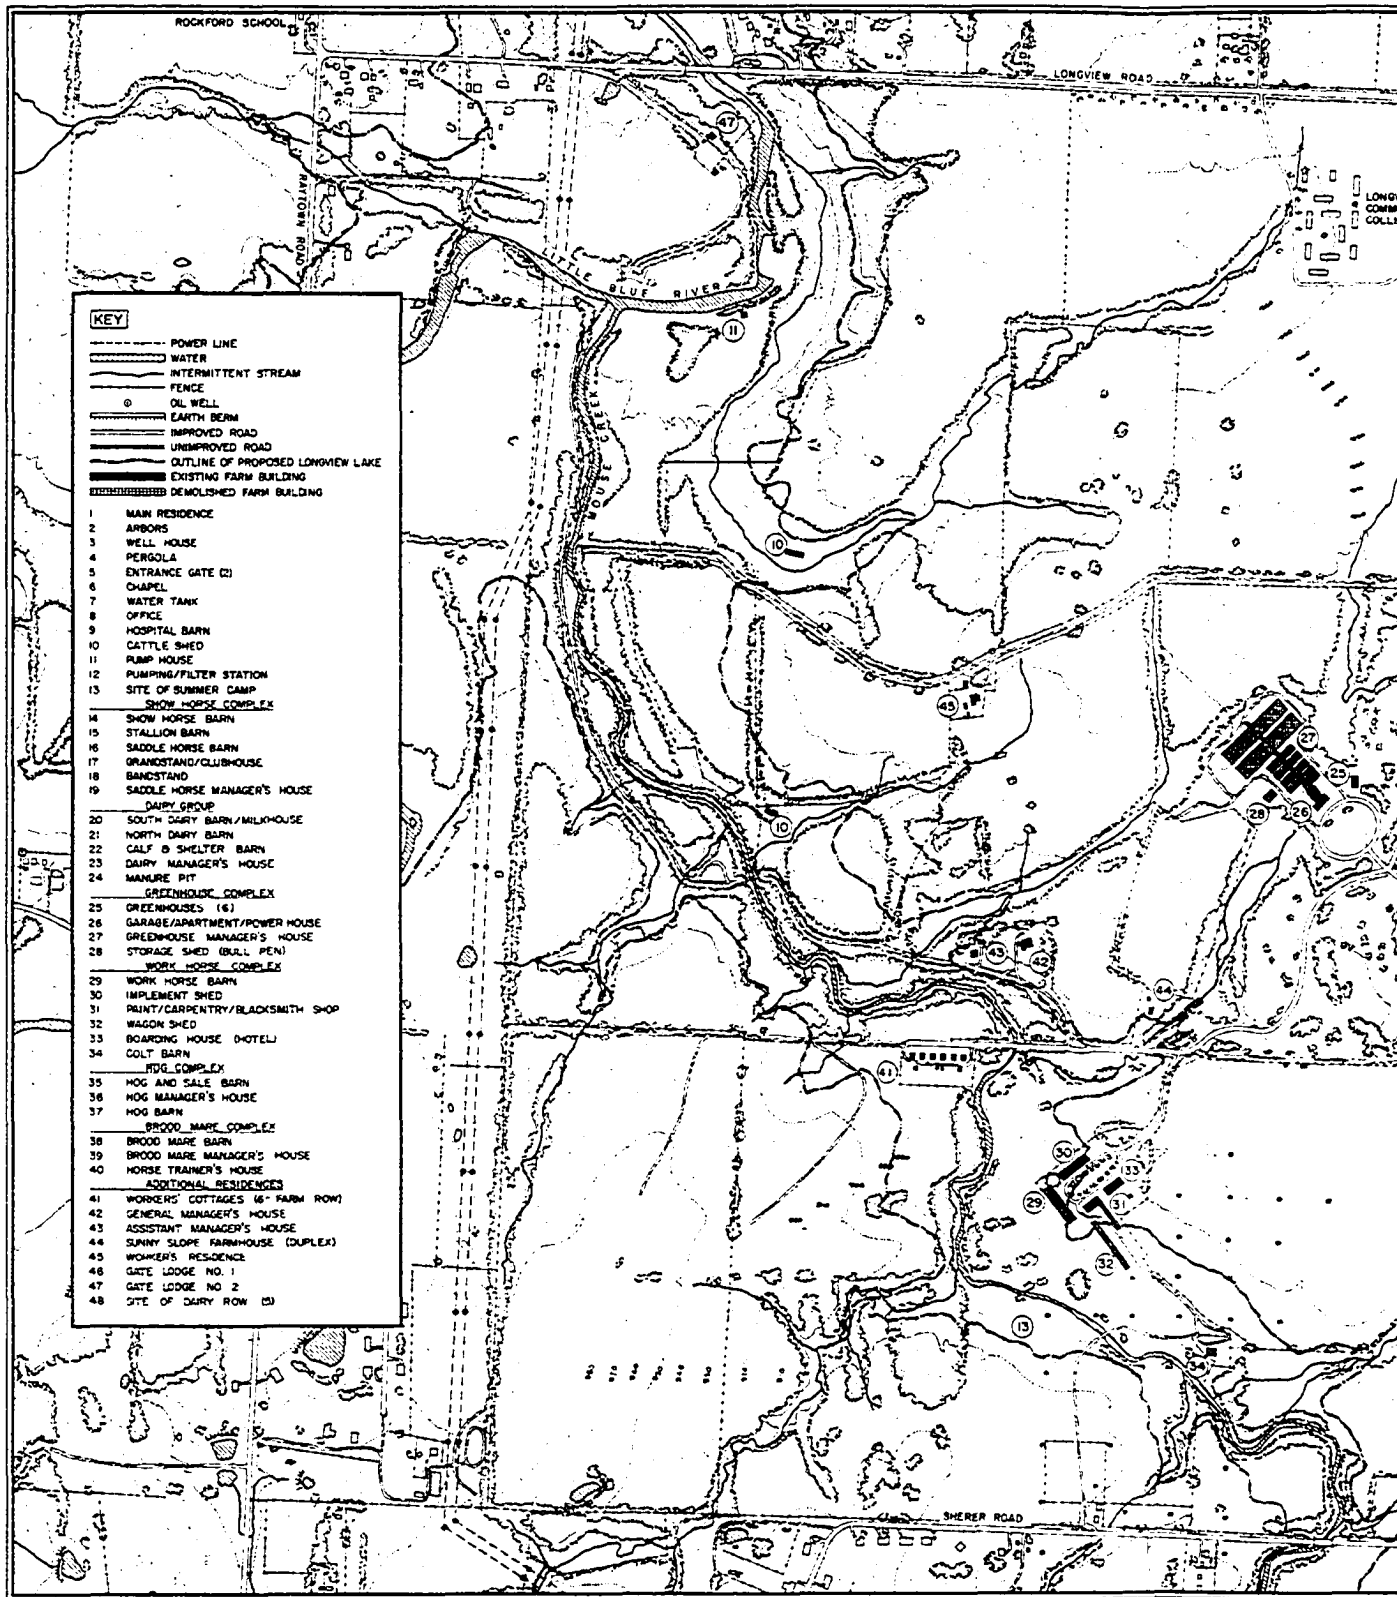 ROCKFORD SCHOOL
LONGVIEW ROAD
47
RAYTOWN ROAD
LONGV
COMM
COLL
LITTLE BLUE RIVER
11
MOUSE CREEK
KEY
POWER LINE
WATER
INTERMITTENT STREAM
FENCE
OIL WELL
EARTH BERM
IMPROVED ROAD
UNIMPROVED ROAD
OUTLINE OF PROPOSED LONGVIEW LAKE
EXISTING FARM BUILDING
DEMOLISHED FARM BUILDING
1 MAIN RESIDENCE
2 ARBORS
3 WELL HOUSE
4 PERGOLA
5 ENTRANCE GATE (2)
6 CHAPEL
7 WATER TANK
8 OFFICE
9 HOSPITAL BARN
10 CATTLE SHED
11 PUMP HOUSE
12 PUMPING/FILTER STATION
13 SITE OF SUMMER CAMP
SHOW HORSE COMPLEX
14 SHOW HORSE BARN
15 STALLION BARN
16 SADDLE HORSE BARN
17 GRANDSTAND/CLUBHOUSE
18 BANDSTAND
19 SADDLE HORSE MANAGER'S HOUSE
DAIRY GROUP
20 SOUTH DAIRY BARN/MILKHOUSE
21 NORTH DAIRY BARN
22 CALF & SHELTER BARN
23 DAIRY MANAGER'S HOUSE
24 MANURE PIT
GREENHOUSE COMPLEX
25 GREENHOUSES (6)
26 GARAGE/APARTMENT/POWER HOUSE
27 GREENHOUSE MANAGER'S HOUSE
28 STORAGE SHED (BULL PEN)
WORK HORSE COMPLEX
29 WORK HORSE BARN
30 IMPLEMENT SHED
31 PAINT/CARPENTRY/BLACKSMITH SHOP
32 WAGON SHED
33 BOARDING HOUSE (HOTEL)
34 COLT BARN
HOG COMPLEX
35 HOG AND SALE BARN
36 HOG MANAGER'S HOUSE
37 HOG BARN
BROOD MARE COMPLEX
38 BROOD MARE BARN
39 BROOD MARE MANAGER'S HOUSE
40 HORSE TRAINER'S HOUSE
ADDITIONAL RESIDENCES
41 WORKERS' COTTAGES (6- FARM ROW)
42 GENERAL MANAGER'S HOUSE
43 ASSISTANT MANAGER'S HOUSE
44 SUNNY SLOPE FARMHOUSE (DUPLEX)
45 WORKER'S RESIDENCE
46 GATE LODGE NO. 1
47 GATE LODGE NO 2
48 SITE OF DAIRY ROW (5)
10
45
27
25
10
28
26
43
42
44
41
30
33
29
31
32
13
34
SHERER ROAD